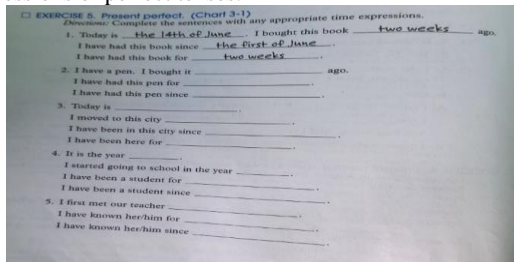 EXERCISE 5. Present perfect. (Chart 3-1)
Directions: Complete the sentences with any appropriate time expressions.
1. Today is the 14th of June. I bought this book two weeks ago.
I have had this book since the first of June.
I have had this book for two weeks.
2. I have a pen. I bought it ago.
I have had this pen for .
I have had this pen since .
3. Today is .
I moved to this city .
I have been in this city since .
I have been here for .
4. It is the year .
I started going to school in the year .
I have been a student for .
I have been a student since .
5. I first met our teacher .
I have known her/him for .
I have known her/him since .